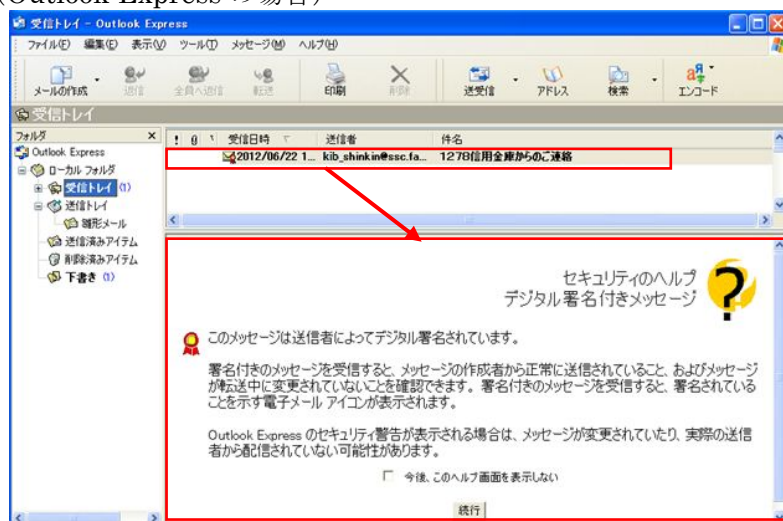 (Outlook Express の場合)
受信トレイ - Outlook Express
ファイル(F) 編集(E) 表示(V) ツール(T) メッセージ(M) ヘルプ(H)
メールの作成 返信 全員へ返信 転送 印刷 削除 送受信 アドレス 検索 エンコード
受信トレイ
フォルダ ×
! 受信日時 送信者 件名
Outlook Express
2012/06/22 1... kib_shinkin@ssc.fa... 1278信用金庫からのご連絡
ローカル フォルダ
受信トレイ (1)
送信トレイ
雛形メール
送信済みアイテム
削除済みアイテム
下書き (1)
セキュリティのヘルプ
デジタル署名付きメッセージ
このメッセージは送信者によってデジタル署名されています。
署名付きのメッセージを受信すると、メッセージの作成者から正常に送信されていること、およびメッセージ
が転送中に変更されていないことを確認できます。署名付きのメッセージを受信すると、署名されている
ことを示す電子メール アイコンが表示されます。
Outlook Express のセキュリティ警告が表示される場合は、メッセージが変更されていたり、実際の送信
者から配信されていない可能性があります。
今後、このヘルプ画面を表示しない
続行